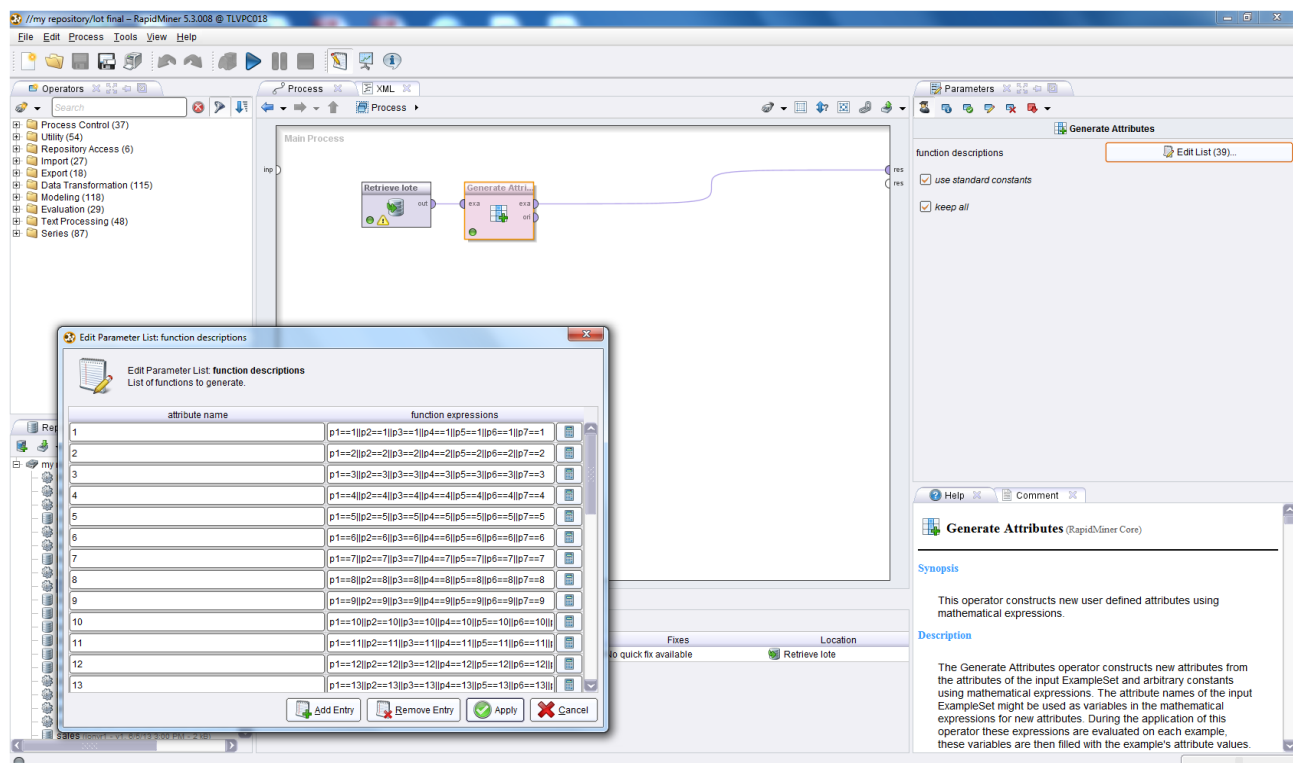 //my repository/lot final – RapidMiner 5.3.008 @ TLVPC018
File Edit Process Tools View Help
Operators
Search
Process Control (37)
Utility (54)
Repository Access (6)
Import (27)
Export (18)
Data Transformation (115)
Modeling (118)
Evaluation (29)
Text Processing (48)
Series (87)
Process XML
Process
Main Process
inp
res
res
Retrieve lote
out
Generate Attri...
exa exa
ori
Parameters
Generate Attributes
function descriptions Edit List (39)...
use standard constants
keep all
Edit Parameter List: function descriptions
Edit Parameter List: function descriptions
List of functions to generate.
attribute name function expressions
1 p1==1||p2==1||p3==1||p4==1||p5==1||p6==1||p7==1
2 p1==2||p2==2||p3==2||p4==2||p5==2||p6==2||p7==2
3 p1==3||p2==3||p3==3||p4==3||p5==3||p6==3||p7==3
4 p1==4||p2==4||p3==4||p4==4||p5==4||p6==4||p7==4
5 p1==5||p2==5||p3==5||p4==5||p5==5||p6==5||p7==5
6 p1==6||p2==6||p3==6||p4==6||p5==6||p6==6||p7==6
7 p1==7||p2==7||p3==7||p4==7||p5==7||p6==7||p7==7
8 p1==8||p2==8||p3==8||p4==8||p5==8||p6==8||p7==8
9 p1==9||p2==9||p3==9||p4==9||p5==9||p6==9||p7==9
10 p1==10||p2==10||p3==10||p4==10||p5==10||p6==10||
11 p1==11||p2==11||p3==11||p4==11||p5==11||p6==11||
12 p1==12||p2==12||p3==12||p4==12||p5==12||p6==12||
13 p1==13||p2==13||p3==13||p4==13||p5==13||p6==13||
Add Entry Remove Entry Apply Cancel
Rep
my
sales
Fixes Location
No quick fix available Retrieve lote
Help Comment
Generate Attributes (RapidMiner Core)
Synopsis
This operator constructs new user defined attributes using
mathematical expressions.
Description
The Generate Attributes operator constructs new attributes from
the attributes of the input ExampleSet and arbitrary constants
using mathematical expressions. The attribute names of the input
ExampleSet might be used as variables in the mathematical
expressions for new attributes. During the application of this
operator these expressions are evaluated on each example,
these variables are then filled with the example's attribute values.